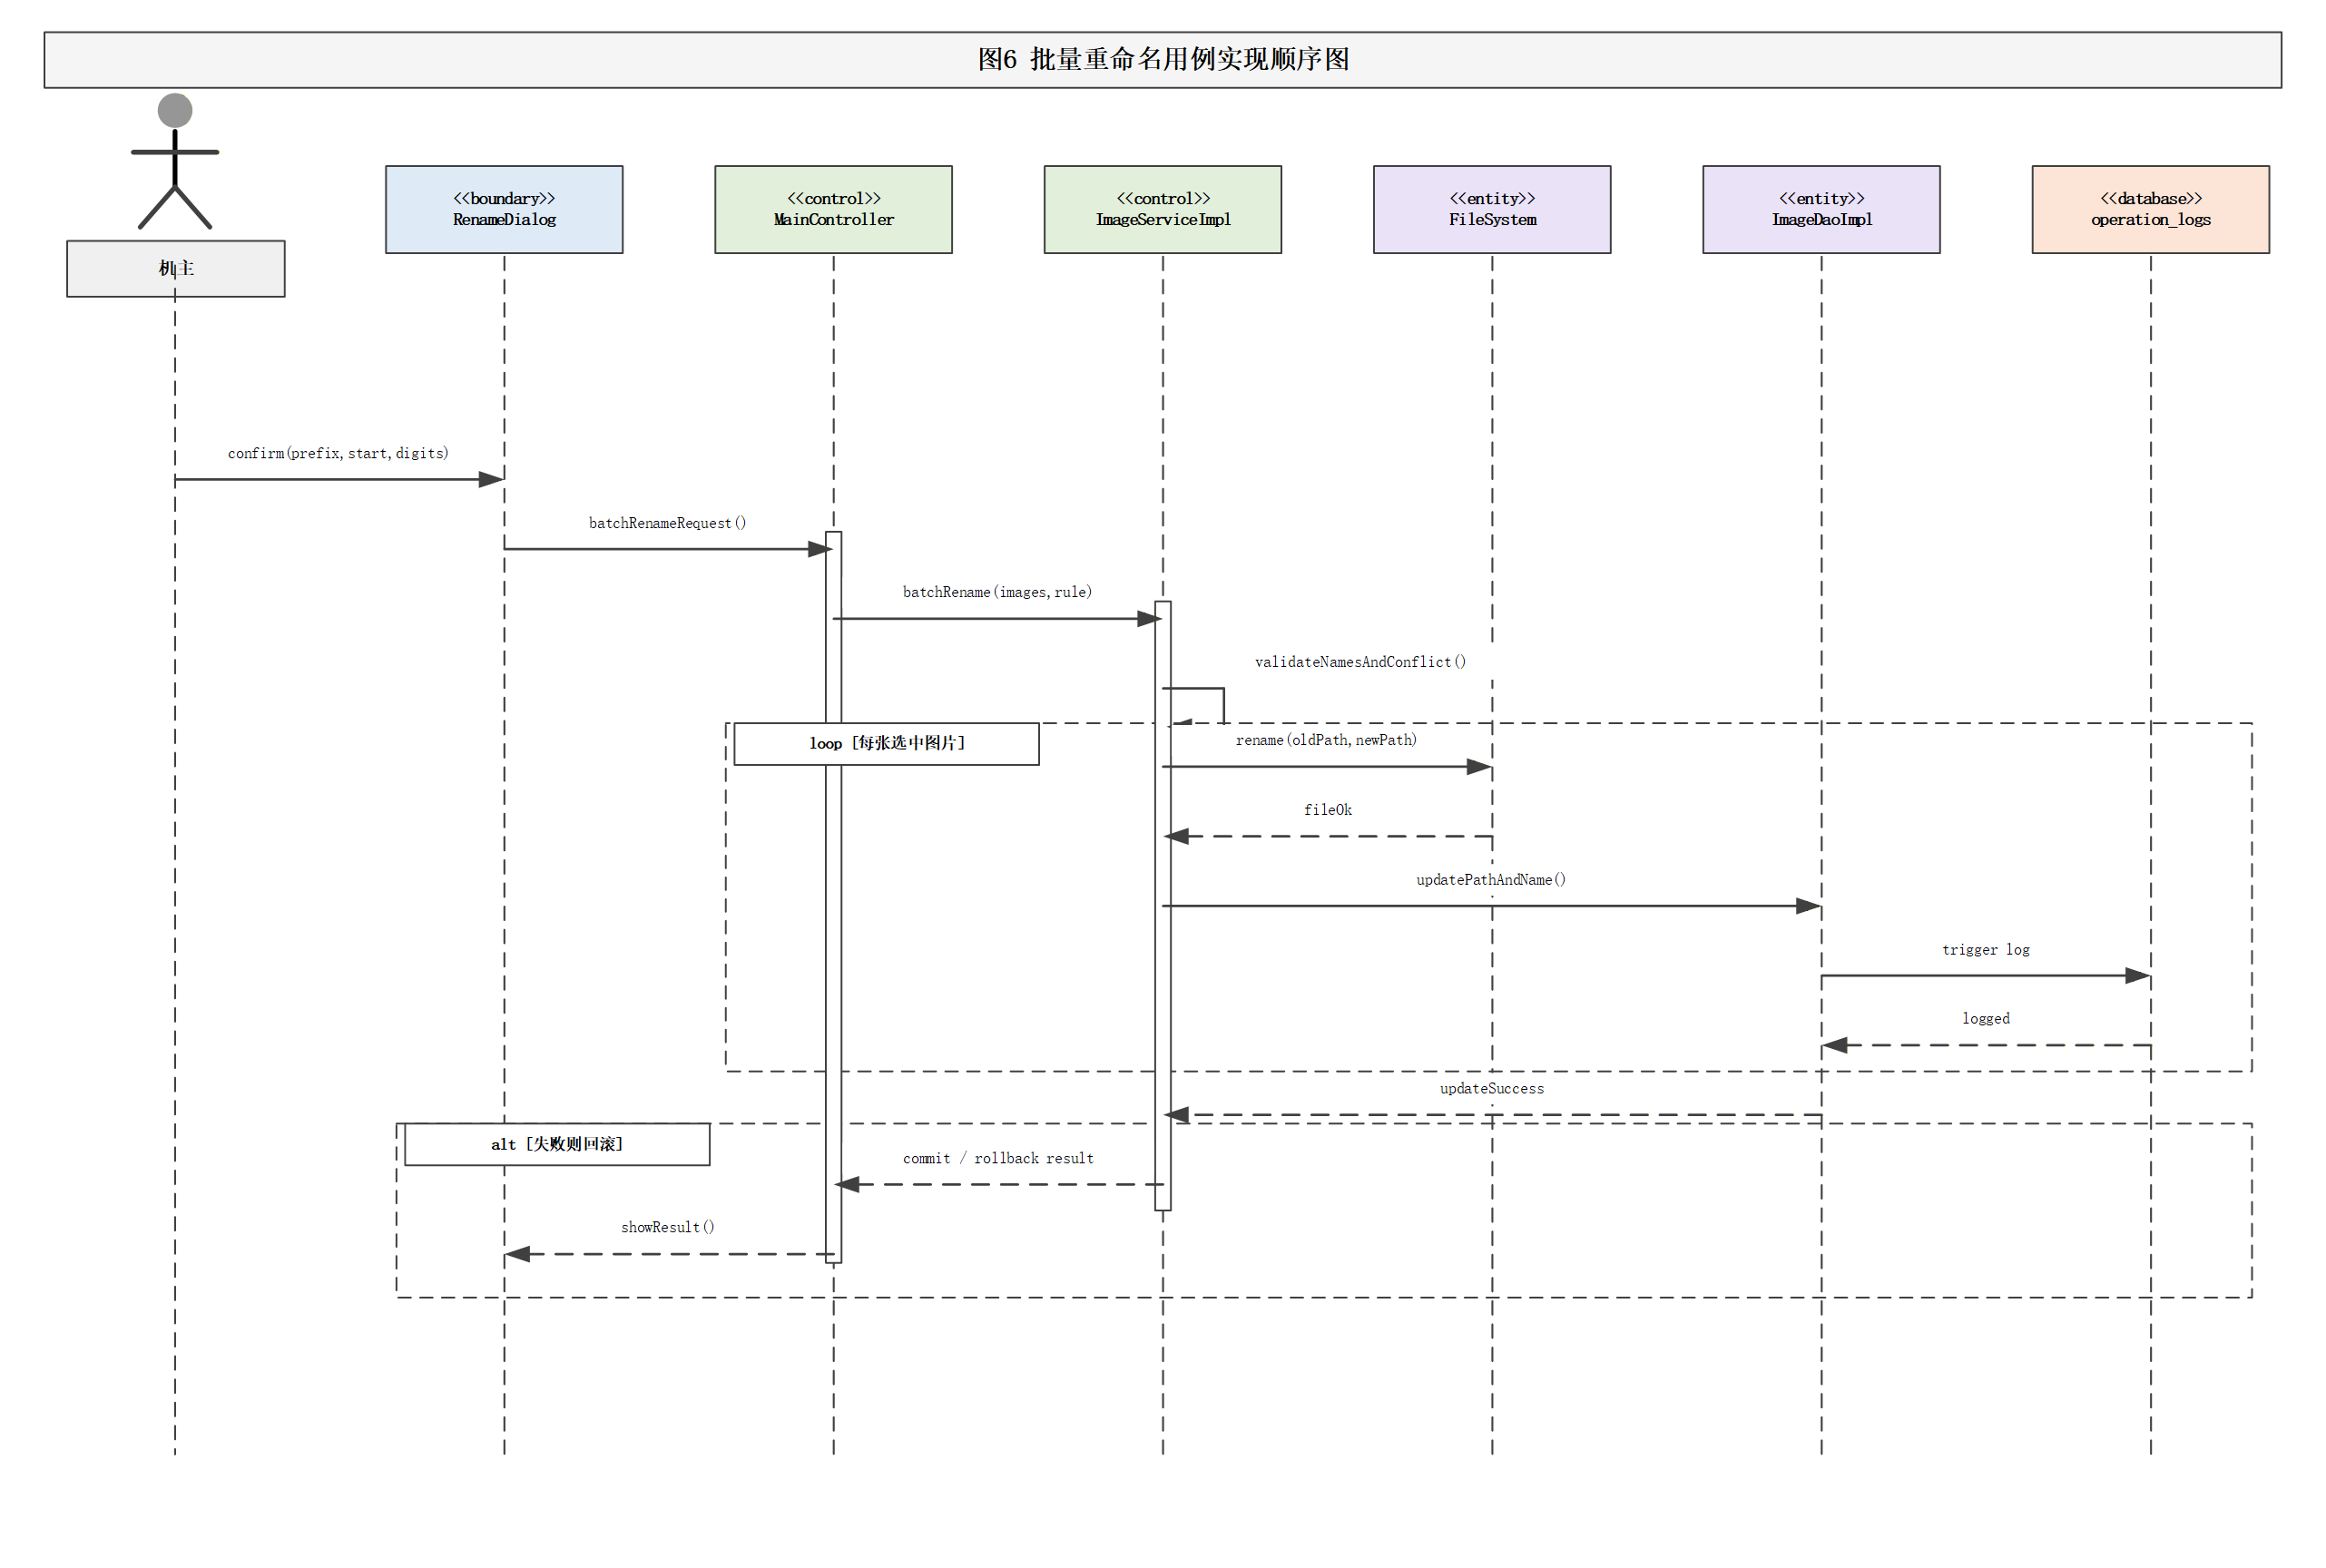 图6 批量重命名用例实现顺序图
机主
<<boundary>>
RenameDialog
<<control>>
MainController
<<control>>
ImageServiceImpl
<<entity>>
FileSystem
<<entity>>
ImageDaoImpl
<<database>>
operation_logs
confirm(prefix,start,digits)
batchRenameRequest()
batchRename(images,rule)
validateNamesAndConflict()
loop [每张选中图片]
rename(oldPath,newPath)
fileOk
updatePathAndName()
trigger log
logged
updateSuccess
alt [失败则回滚]
commit / rollback result
showResult()